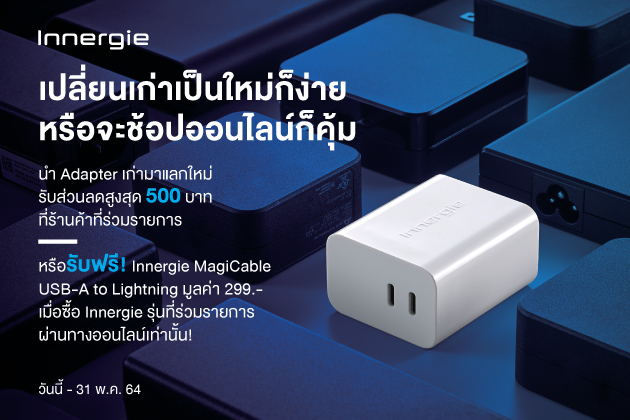 Innergie
เปลี่ยนเก่าเป็นใหม่ก็ง่าย
หรือจะช้อปออนไลน์ก็คุ้ม
นำ Adapter เก่ามาแลกใหม่
รับส่วนลดสูงสุด 500 บาท
ที่ร้านค้าที่ร่วมรายการ
หรือรับฟรี! Innergie MagiCable
USB-A to Lightning มูลค่า 299.-
เมื่อซื้อ Innergie รุ่นที่ร่วมรายการ
ผ่านทางออนไลน์เท่านั้น!
วันนี้ - 31 พ.ค. 64
Innergie